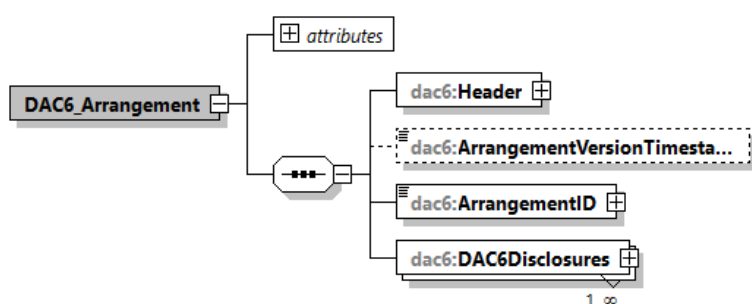 attributes
DAC6_Arrangement
dac6:Header
dac6:ArrangementVersionTimesta...
dac6:ArrangementID
dac6:DAC6Disclosures
1..∞